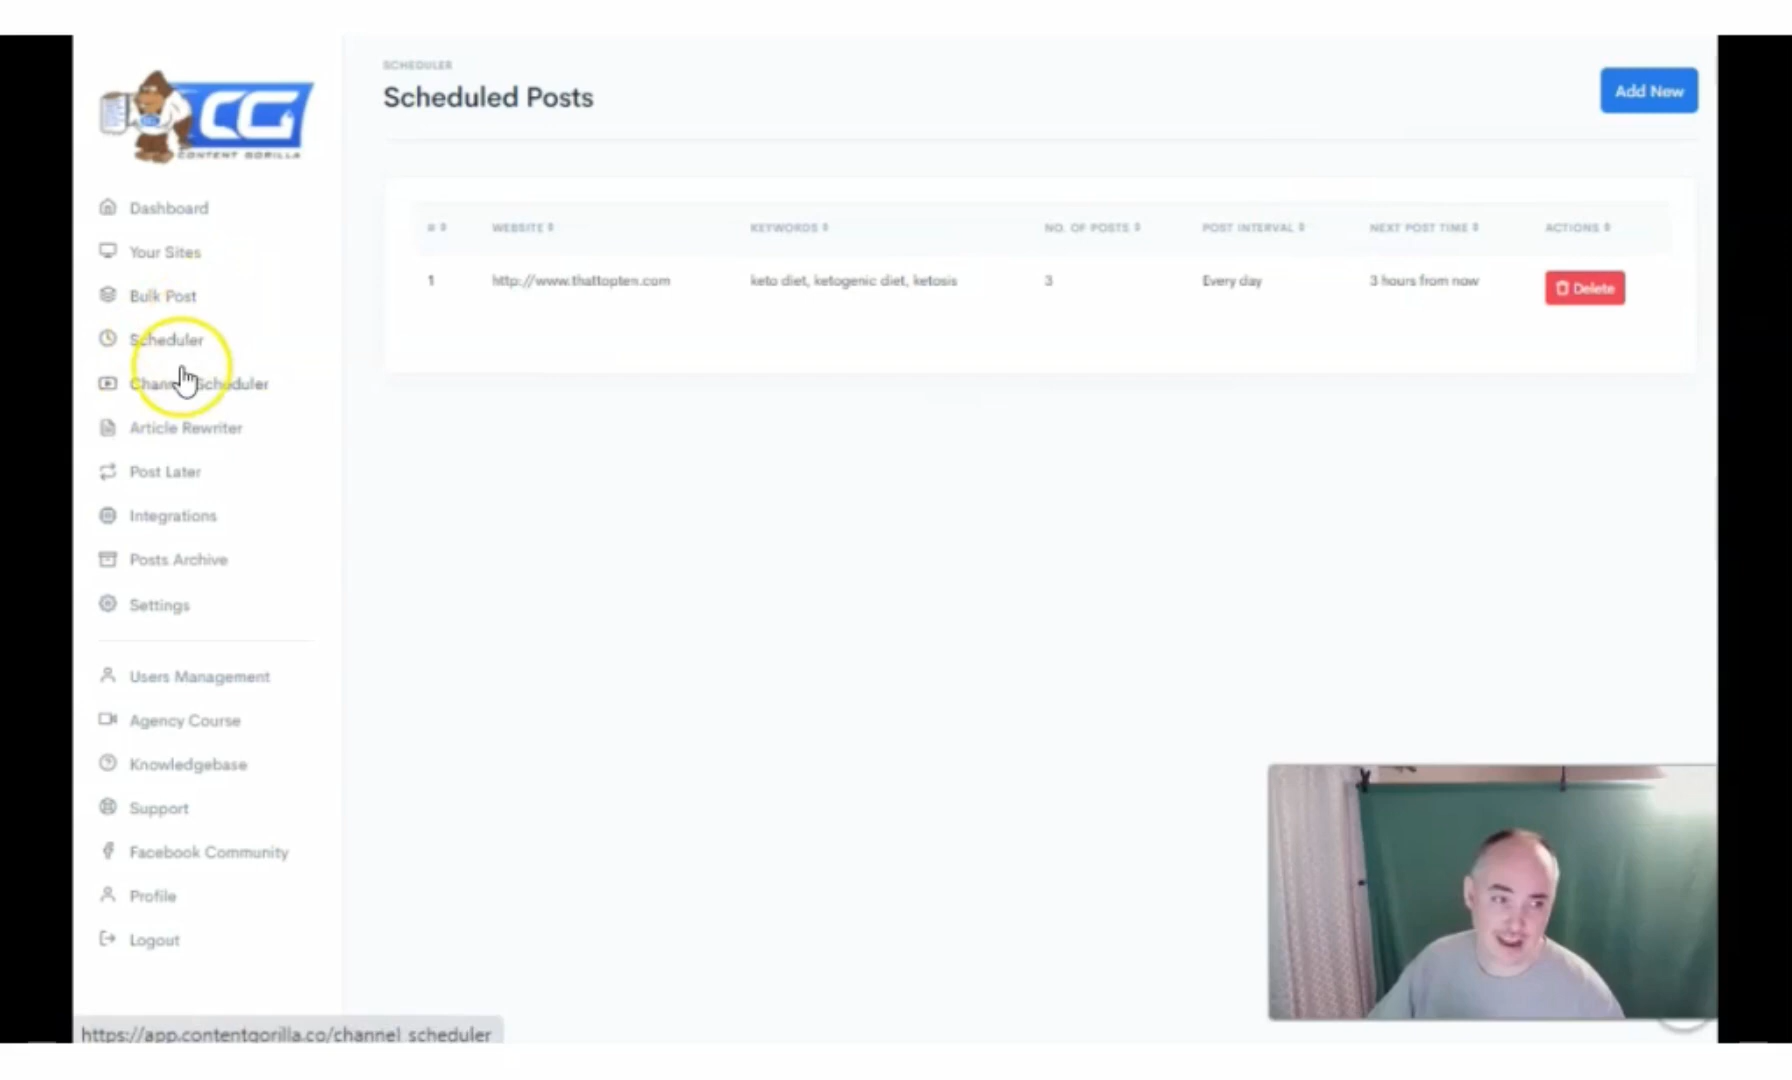 CG
CONTENT GORILLA
Dashboard
Your Sites
Bulk Post
Scheduler
Channel Scheduler
Article Rewriter
Post Later
Integrations
Posts Archive
Settings
Users Management
Agency Course
Knowledgebase
Support
Facebook Community
Profile
Logout
https://app.contentgorilla.co/channel_scheduler
SCHEDULER
Scheduled Posts
Add New
# WEBSITE KEYWORDS NO. OF POSTS POST INTERVAL NEXT POST TIME ACTIONS
1 http://www.thattopten.com keto diet, ketogenic diet, ketosis 3 Every day 3 hours from now Delete